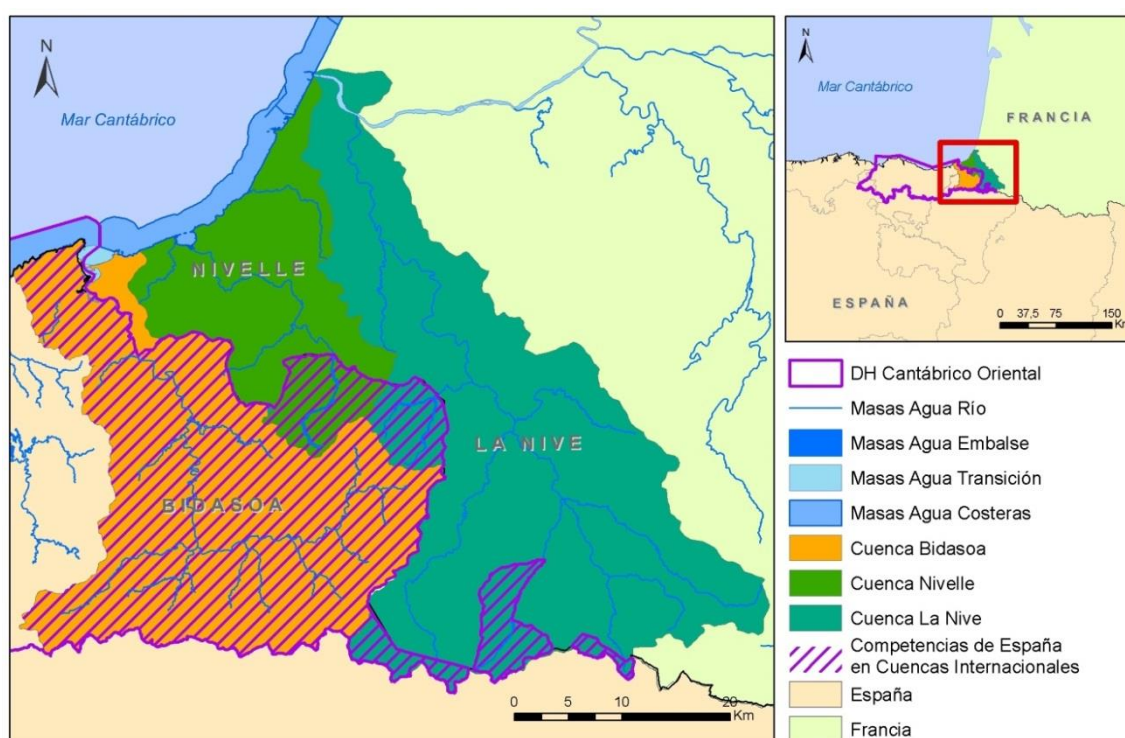 N
Mar Cantábrico
NIVELLE
LA NIVE
BIDASOA
0 5 10 20
Km
N
Mar Cantábrico
FRANCIA
ESPAÑA
0 37,5 75 150
Km
DH Cantábrico Oriental
Masas Agua Río
Masas Agua Embalse
Masas Agua Transición
Masas Agua Costeras
Cuenca Bidasoa
Cuenca Nivelle
Cuenca La Nive
Competencias de España
en Cuencas Internacionales
España
Francia